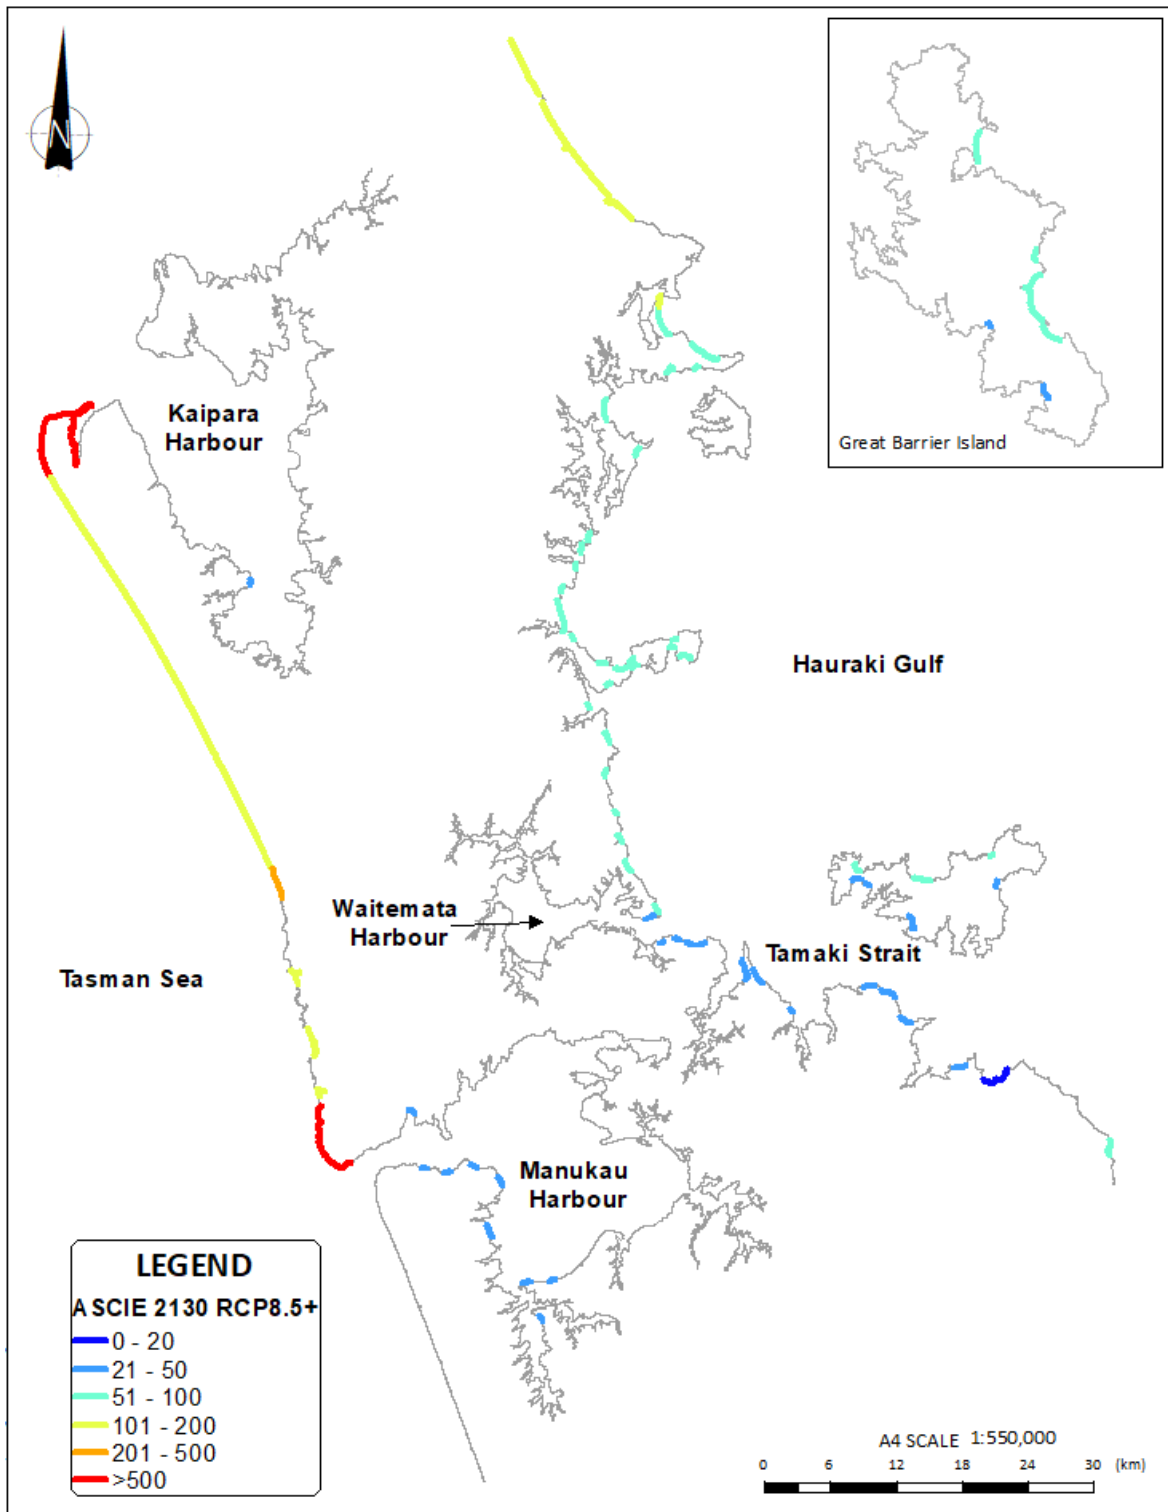 N
Kaipara
Harbour
Great Barrier Island
Hauraki Gulf
Waitemata
Harbour
Tamaki Strait
Tasman Sea
Manukau
Harbour
LEGEND
ASCIE 2130 RCP8.5+
0 - 20
21 - 50
51 - 100
101 - 200
201 - 500
>500
A4 SCALE 1:550,000
0 6 12 18 24 30 (km)